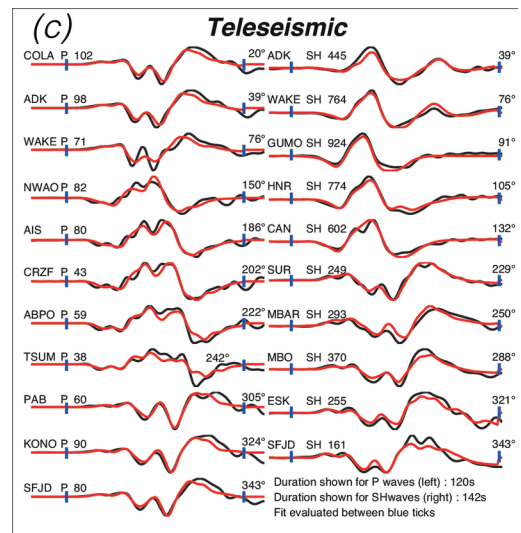 (c) Teleseismic
COLA P 102 20°
ADK P 98 39°
WAKE P 71 76°
NWAO P 82 150°
AIS P 80 186°
CRZF P 43 202°
ABPO P 59 222°
TSUM P 38 242°
PAB P 60 305°
KONO P 90 324°
SFJD P 80 343°
ADK SH 445 39°
WAKE SH 764 76°
GUMO SH 924 91°
HNR SH 774 105°
CAN SH 602 132°
SUR SH 249 229°
MBAR SH 293 250°
MBO SH 370 288°
ESK SH 255 321°
SFJD SH 161 343°
Duration shown for P waves (left) : 120s
Duration shown for SHwaves (right) : 142s
Fit evaluated between blue ticks